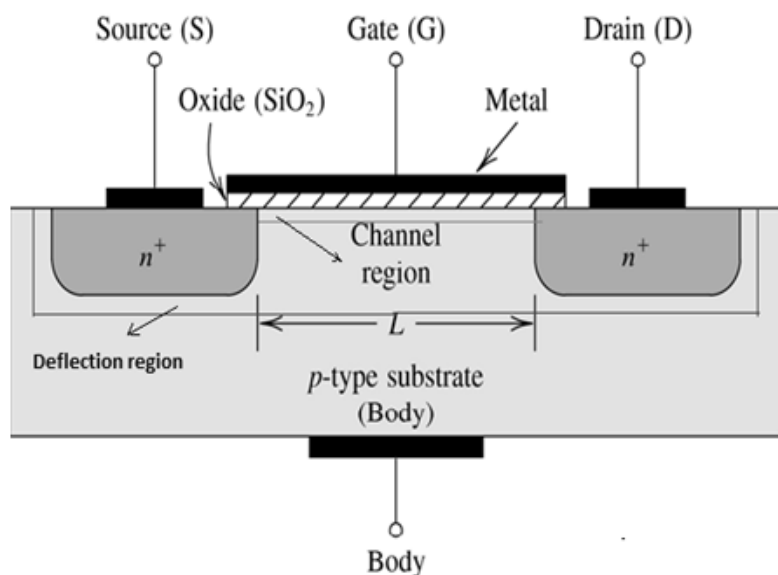 Source (S)
Gate (G)
Drain (D)
Oxide (SiO₂)
Metal
n⁺
Channel
region
n⁺
L
Deflection region
p-type substrate
(Body)
Body